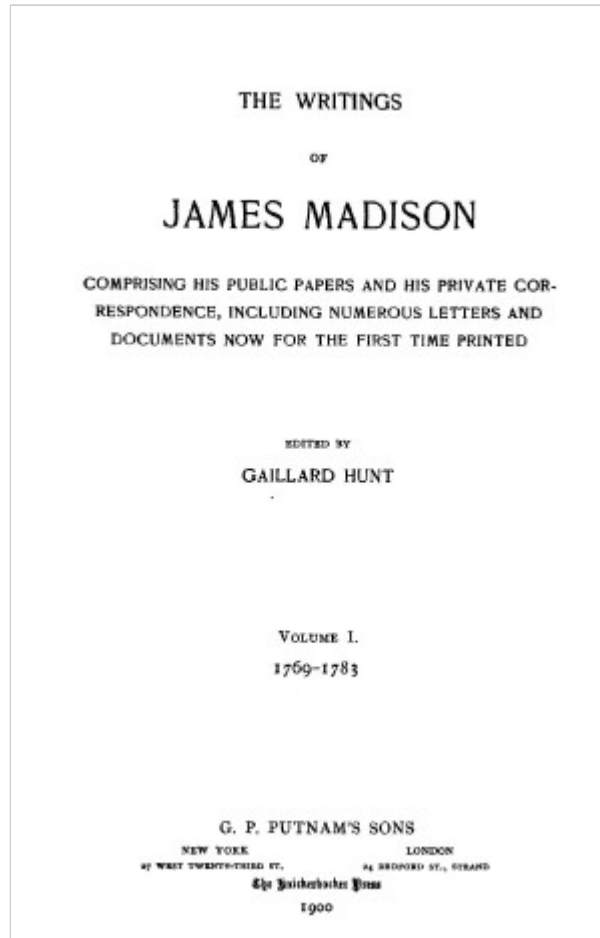 THE WRITINGS
OF
JAMES MADISON
COMPRISING HIS PUBLIC PAPERS AND HIS PRIVATE COR-
RESPONDENCE, INCLUDING NUMEROUS LETTERS AND
DOCUMENTS NOW FOR THE FIRST TIME PRINTED
EDITED BY
GAILLARD HUNT
VOLUME I.
1769-1783
G. P. PUTNAM'S SONS
NEW YORK LONDON
27 WEST TWENTY-THIRD ST. 24 BEDFORD ST., STRAND
The Knickerbocker Press
1900